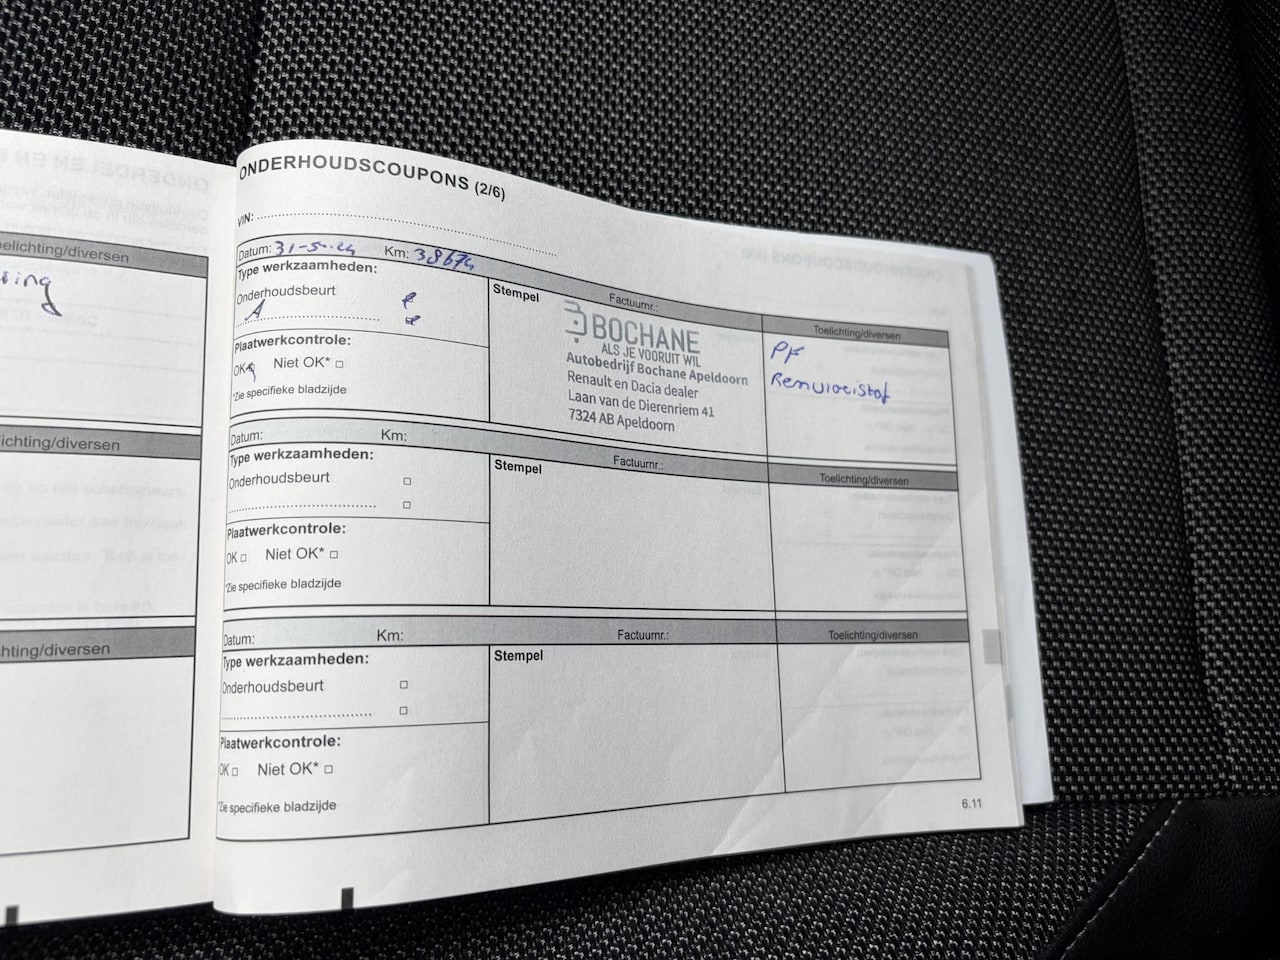 elichting/diversen
ichting/diversen
hting/diversen
ONDERHOUDSCOUPONS (2/6)
VIN:
Datum: 31-5-24 Km: 38674 Factuurnr.:
Type werkzaamheden:
Onderhoudsbeurt
A
Plaatwerkcontrole:
OK Niet OK* □
*Zie specifieke bladzijde
Stempel
BOCHANE
ALS JE VOORUIT WIL
Autobedrijf Bochane Apeldoorn
Renault en Dacia dealer
Laan van de Dierenriem 41
7324 AB Apeldoorn
Toelichting/diversen
PF
Remvloeistof
Datum: Km: Factuurnr.:
Type werkzaamheden:
Onderhoudsbeurt □
□
Plaatwerkcontrole:
OK □ Niet OK* □
*Zie specifieke bladzijde
Stempel
Toelichting/diversen
Datum: Km: Factuurnr.:
Type werkzaamheden:
Onderhoudsbeurt □
□
Plaatwerkcontrole:
OK □ Niet OK* □
*Zie specifieke bladzijde
Stempel
Toelichting/diversen
6.11